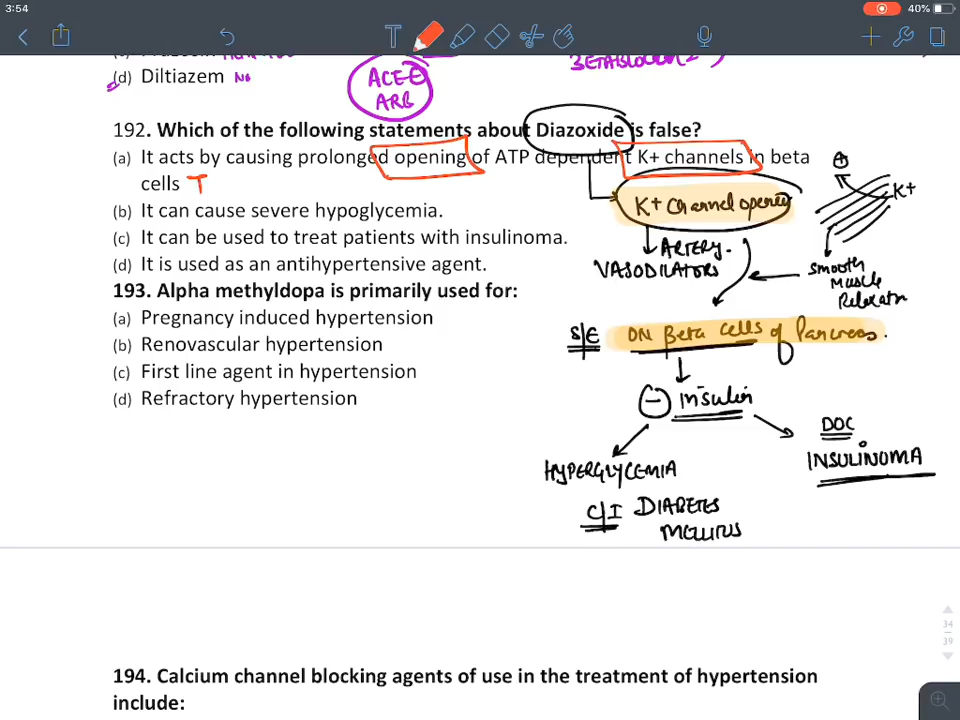 3:54
40%
T
(d) Diltiazem No
ACE
ARB
192. Which of the following statements about Diazoxide is false?
(a) It acts by causing prolonged opening of ATP dependent K+ channels in beta
cells T
(b) It can cause severe hypoglycemia.
(c) It can be used to treat patients with insulinoma.
(d) It is used as an antihypertensive agent.
193. Alpha methyldopa is primarily used for:
(a) Pregnancy induced hypertension
(b) Renovascular hypertension
(c) First line agent in hypertension
(d) Refractory hypertension
K+ Channel opener
K+
ARTERY
VASODILATORS
Smooth
Muscle
Relaxation
S/E ON Beta cells of Pancreas.
− insulin
DOC
INSULINOMA
HYPERGLYCEMIA
C/I DIABETES
MELLITUS
34
39
194. Calcium channel blocking agents of use in the treatment of hypertension
include: